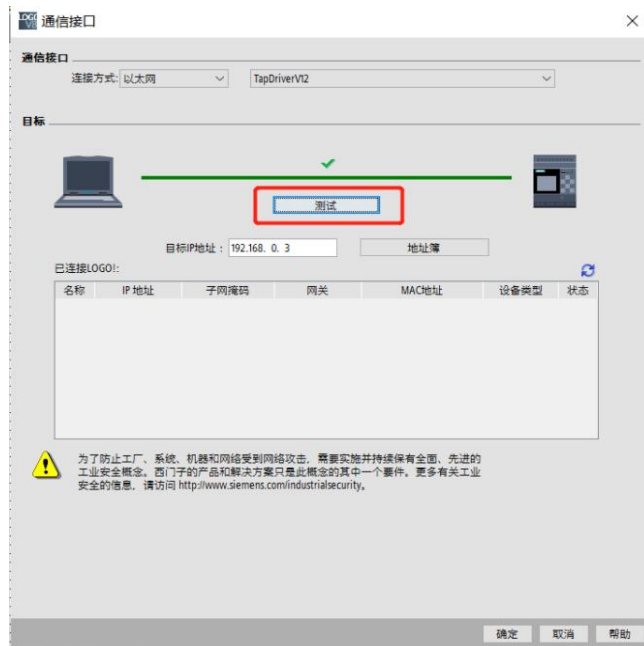 LOGO! V8 通信接口
通信接口
连接方式: 以太网 TapDriverV12
目标
测试
目标IP地址： 192.168. 0. 3 地址簿
已连接LOGO!:
名称 IP 地址 子网掩码 网关 MAC地址 设备类型 状态
为了防止工厂、系统、机器和网络受到网络攻击，需要实施并持续保有全面、先进的
工业安全概念。西门子的产品和解决方案只是此概念的其中一个要件。更多有关工业
安全的信息，请访问 http://www.siemens.com/industrialsecurity。
确定 取消 帮助